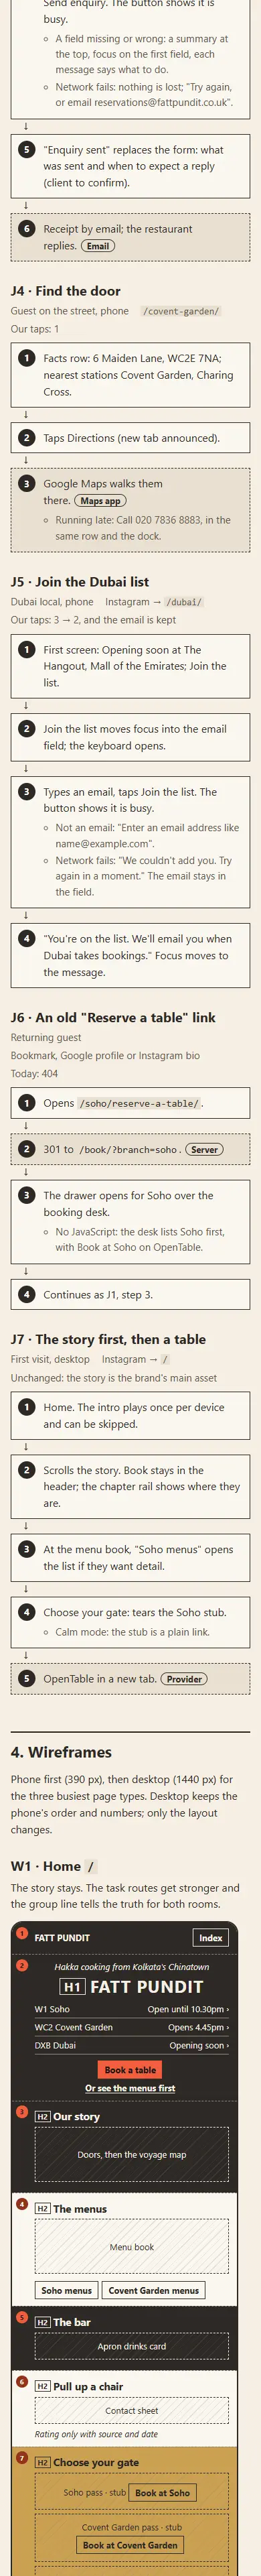 Send enquiry. The button shows it is
busy.
A field missing or wrong: a summary at
the top, focus on the first field, each
message says what to do.
Network fails: nothing is lost; "Try again,
or email reservations@fattpundit.co.uk".
↓
5 "Enquiry sent" replaces the form: what
was sent and when to expect a reply
(client to confirm).
↓
6 Receipt by email; the restaurant
replies. Email
J4 · Find the door
Guest on the street, phone /covent-garden/
Our taps: 1
1 Facts row: 6 Maiden Lane, WC2E 7NA;
nearest stations Covent Garden, Charing
Cross.
↓
2 Taps Directions (new tab announced).
↓
3 Google Maps walks them
there. Maps app
Running late: Call 020 7836 8883, in the
same row and the dock.
J5 · Join the Dubai list
Dubai local, phone Instagram → /dubai/
Our taps: 3 → 2, and the email is kept
1 First screen: Opening soon at The
Hangout, Mall of the Emirates; Join the
list.
↓
2 Join the list moves focus into the email
field; the keyboard opens.
↓
3 Types an email, taps Join the list. The
button shows it is busy.
Not an email: "Enter an email address like
name@example.com".
Network fails: "We couldn't add you. Try
again in a moment." The email stays in
the field.
↓
4 "You're on the list. We'll email you when
Dubai takes bookings." Focus moves to
the message.
J6 · An old "Reserve a table" link
Returning guest
Bookmark, Google profile or Instagram bio
Today: 404
1 Opens /soho/reserve-a-table/.
↓
2 301 to /book/?branch=soho. Server
↓
3 The drawer opens for Soho over the
booking desk.
No JavaScript: the desk lists Soho first,
with Book at Soho on OpenTable.
↓
4 Continues as J1, step 3.
J7 · The story first, then a table
First visit, desktop Instagram → /
Unchanged: the story is the brand's main asset
1 Home. The intro plays once per device
and can be skipped.
↓
2 Scrolls the story. Book stays in the
header; the chapter rail shows where they
are.
↓
3 At the menu book, "Soho menus" opens
the list if they want detail.
↓
4 Choose your gate: tears the Soho stub.
Calm mode: the stub is a plain link.
↓
5 OpenTable in a new tab. Provider
4. Wireframes
Phone first (390 px), then desktop (1440 px) for
the three busiest page types. Desktop keeps the
phone's order and numbers; only the layout
changes.
W1 · Home /
The story stays. The task routes get stronger and
the group line tells the truth for both rooms.
1 FATT PUNDIT Index
2 Hakka cooking from Kolkata's Chinatown
H1 FATT PUNDIT
W1 Soho Open until 10.30pm ›
WC2 Covent Garden Opens 4.45pm ›
DXB Dubai Opening soon ›
Book a table
Or see the menus first
3 H2 Our story
Doors, then the voyage map
4 H2 The menus
Menu book
Soho menus Covent Garden menus
5 H2 The bar
Apron drinks card
6 H2 Pull up a chair
Contact sheet
Rating only with source and date
7 H2 Choose your gate
Soho pass · stub Book at Soho
Covent Garden pass · stub
Book at Covent Garden